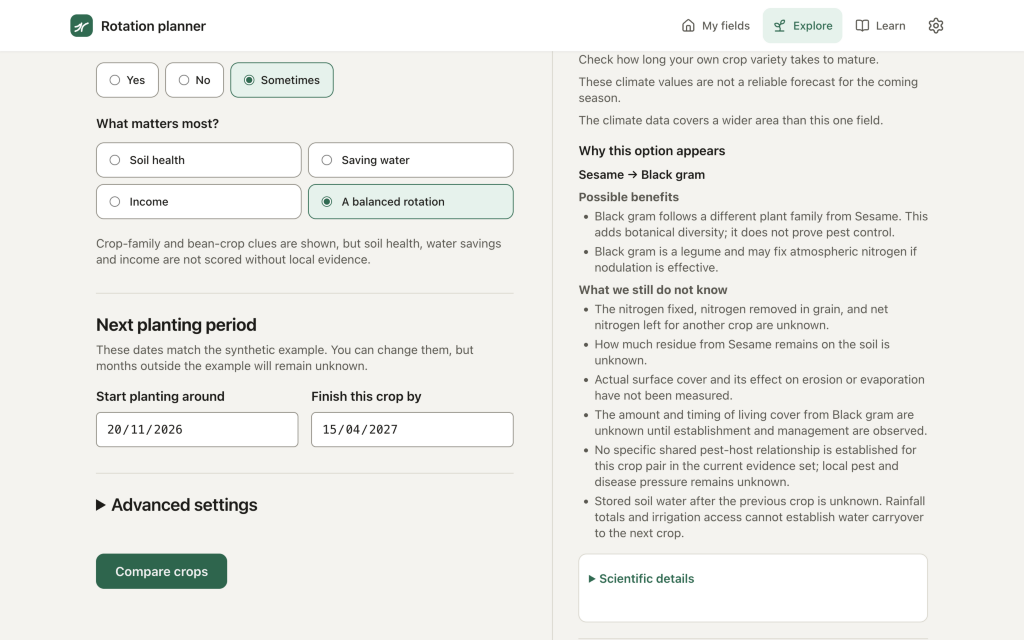 Rotation planner
My fields
Explore
Learn
Yes
No
Sometimes
What matters most?
Soil health
Saving water
Income
A balanced rotation
Crop-family and bean-crop clues are shown, but soil health, water savings
and income are not scored without local evidence.
Next planting period
These dates match the synthetic example. You can change them, but
months outside the example will remain unknown.
Start planting around
Finish this crop by
20/11/2026
15/04/2027
Advanced settings
Compare crops
Check how long your own crop variety takes to mature.
These climate values are not a reliable forecast for the coming
season.
The climate data covers a wider area than this one field.
Why this option appears
Sesame → Black gram
Possible benefits
Black gram follows a different plant family from Sesame. This
adds botanical diversity; it does not prove pest control.
Black gram is a legume and may fix atmospheric nitrogen if
nodulation is effective.
What we still do not know
The nitrogen fixed, nitrogen removed in grain, and net
nitrogen left for another crop are unknown.
How much residue from Sesame remains on the soil is
unknown.
Actual surface cover and its effect on erosion or evaporation
have not been measured.
The amount and timing of living cover from Black gram are
unknown until establishment and management are observed.
No specific shared pest-host relationship is established for
this crop pair in the current evidence set; local pest and
disease pressure remains unknown.
Stored soil water after the previous crop is unknown. Rainfall
totals and irrigation access cannot establish water carryover
to the next crop.
Scientific details